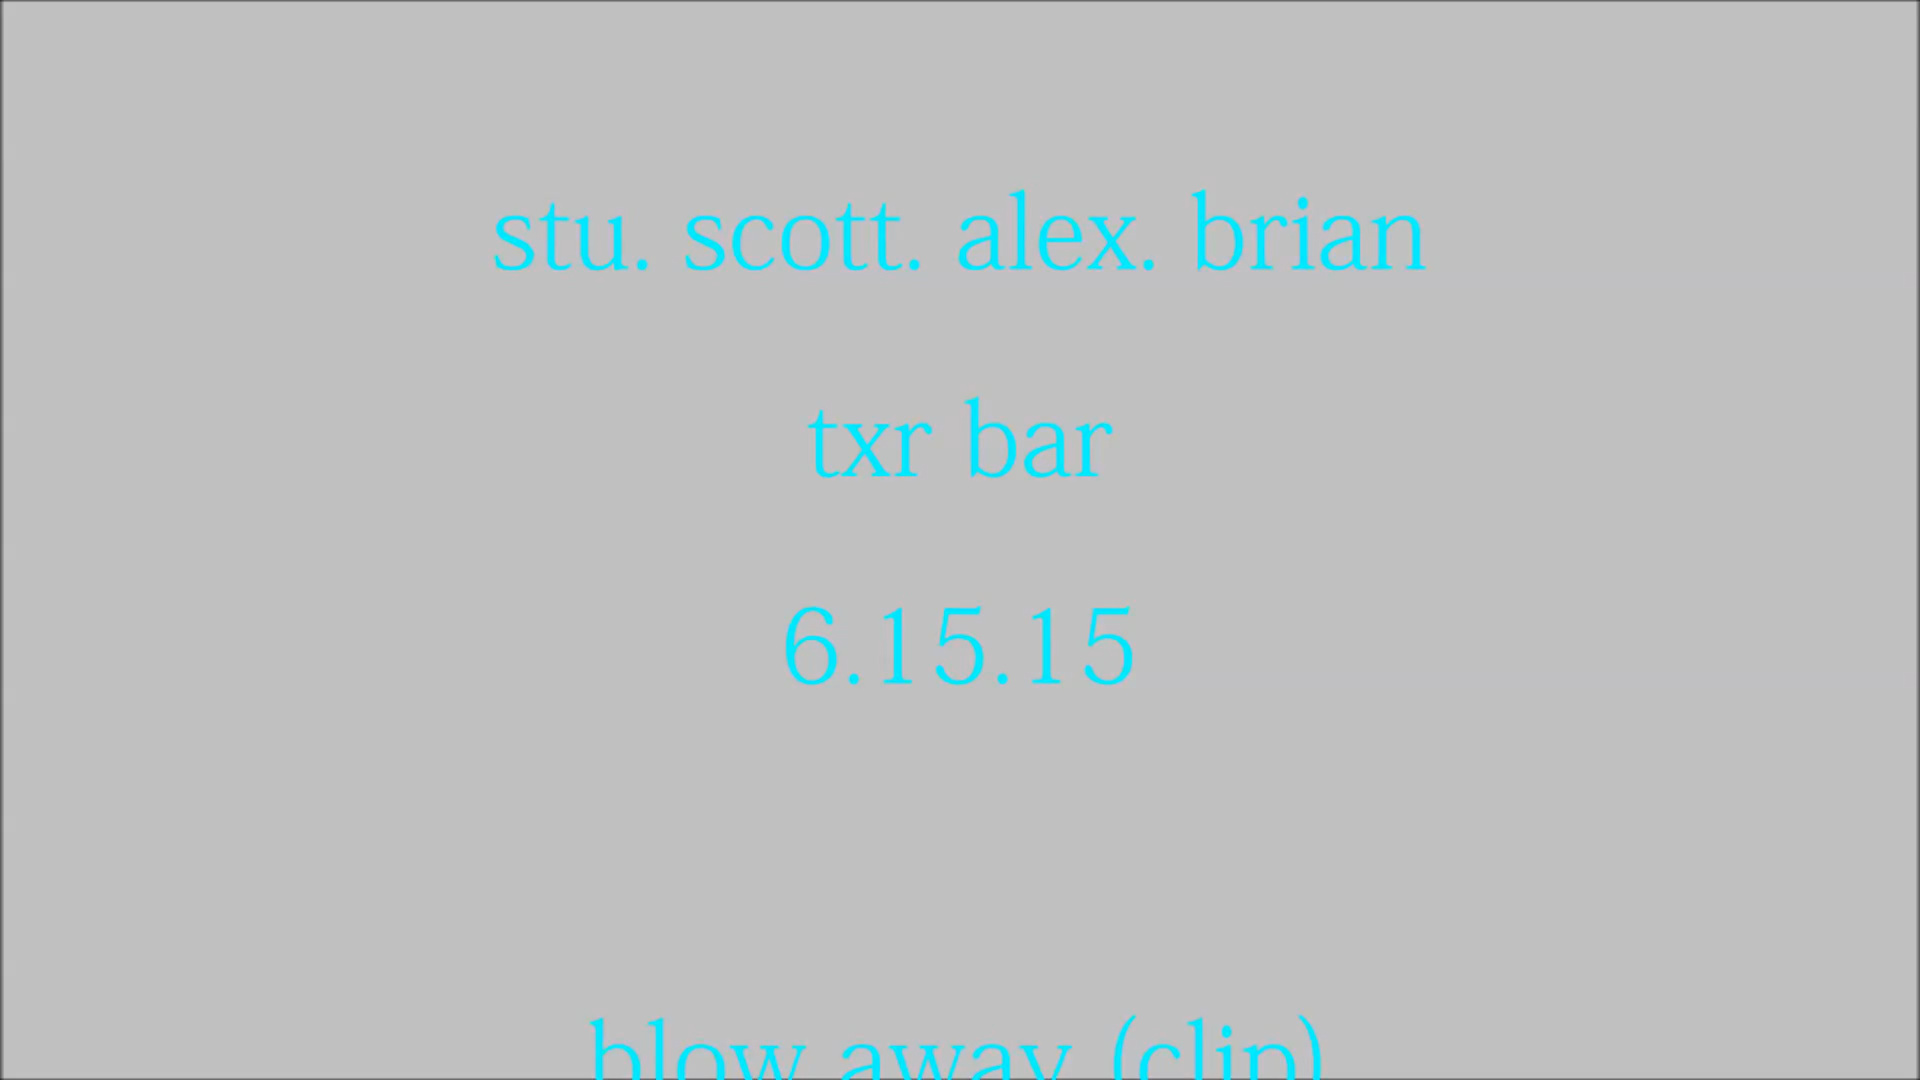 stu. scott. alex. brian
txr bar
6.15.15
blow away (clip)